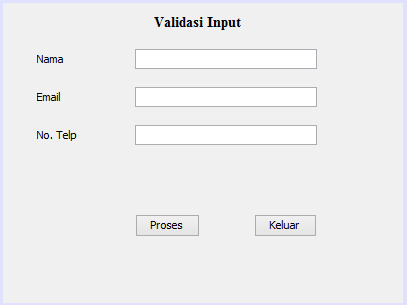 Validasi Input
Nama
Email
No. Telp
Proses Keluar